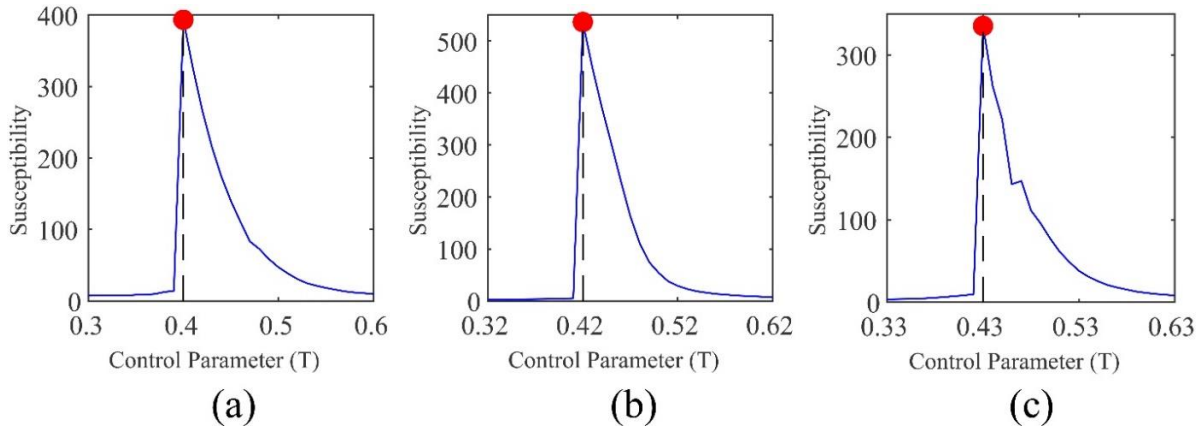 400
300
200
100
0
Susceptibility
0.3 0.4 0.5 0.6
Control Parameter (T)
(a)
500
400
300
200
100
0
Susceptibility
0.32 0.42 0.52 0.62
Control Parameter (T)
(b)
300
200
100
0
Susceptibility
0.33 0.43 0.53 0.63
Control Parameter (T)
(c)